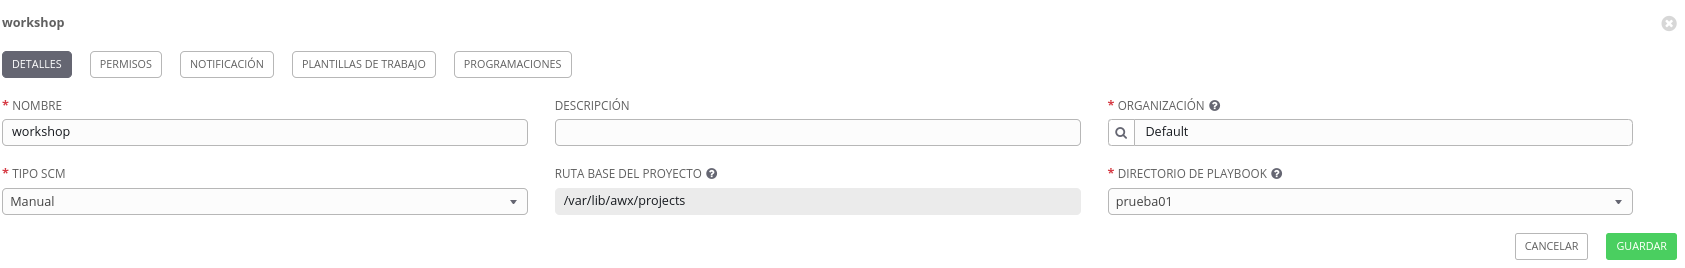 workshop
DETALLES PERMISOS NOTIFICACIÓN PLANTILLAS DE TRABAJO PROGRAMACIONES
* NOMBRE DESCRIPCIÓN * ORGANIZACIÓN
workshop Default
* TIPO SCM RUTA BASE DEL PROYECTO * DIRECTORIO DE PLAYBOOK
Manual /var/lib/awx/projects prueba01
CANCELAR GUARDAR